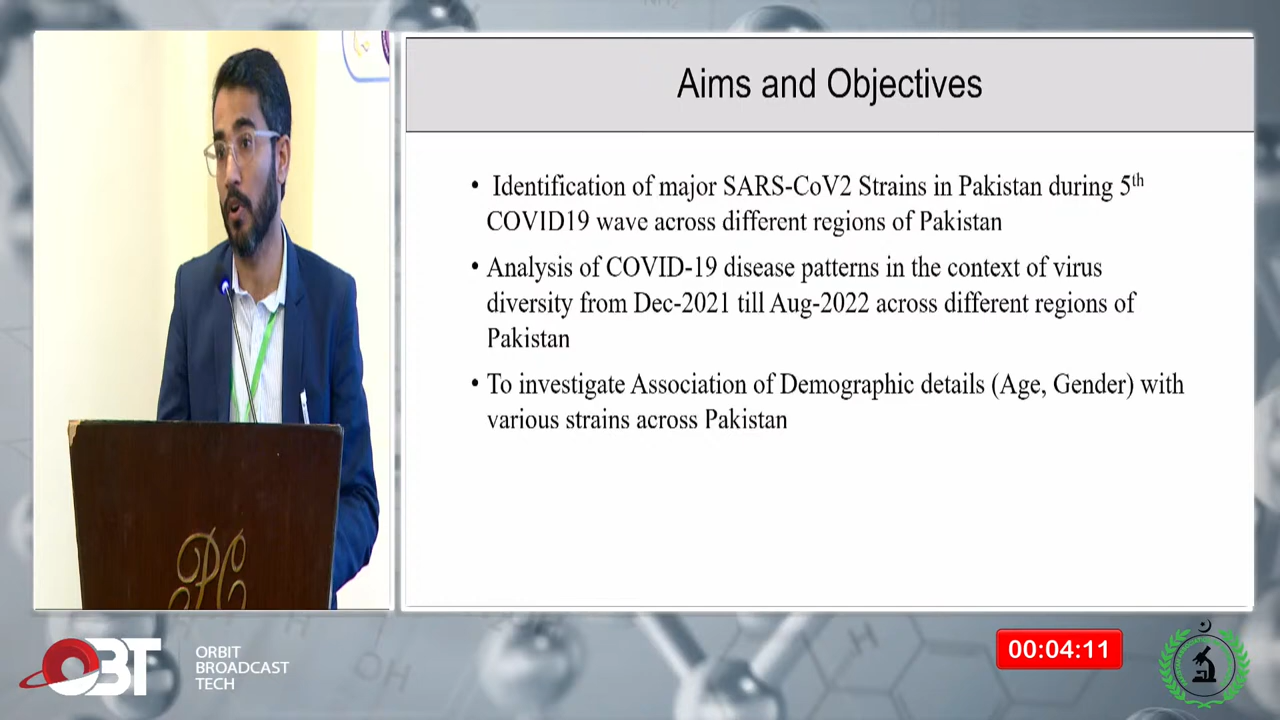 Aims and Objectives
• Identification of major SARS-CoV2 Strains in Pakistan during 5th
COVID19 wave across different regions of Pakistan
• Analysis of COVID-19 disease patterns in the context of virus
diversity from Dec-2021 till Aug-2022 across different regions of
Pakistan
• To investigate Association of Demographic details (Age, Gender) with
various strains across Pakistan
PC
OBT
ORBIT
BROADCAST
TECH
00:04:11